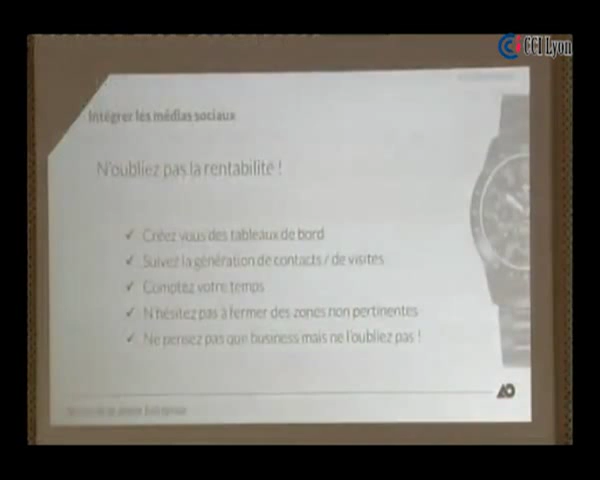 CCI Lyon
Intégrer les médias sociaux
N'oubliez pas la rentabilité !
✓ Créez vous des tableaux de bord
✓ Suivez la génération de contacts / de visites
✓ Comptez votre temps
✓ N'hésitez pas à fermer des zones non pertinentes
✓ Ne pensez pas que business mais ne l'oubliez pas !